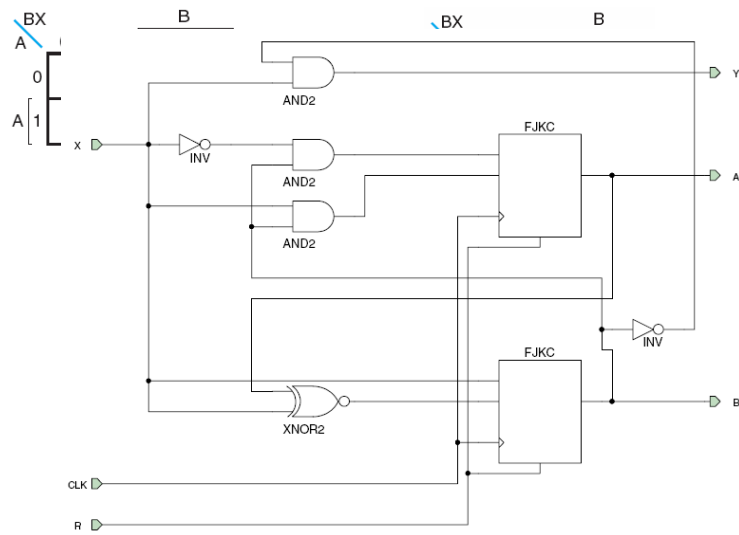 BX B BX B
A
0
Y
AND2
FJKC
A 1
X
INV
AND2
A
AND2
FJKC
INV
B
XNOR2
CLK
R